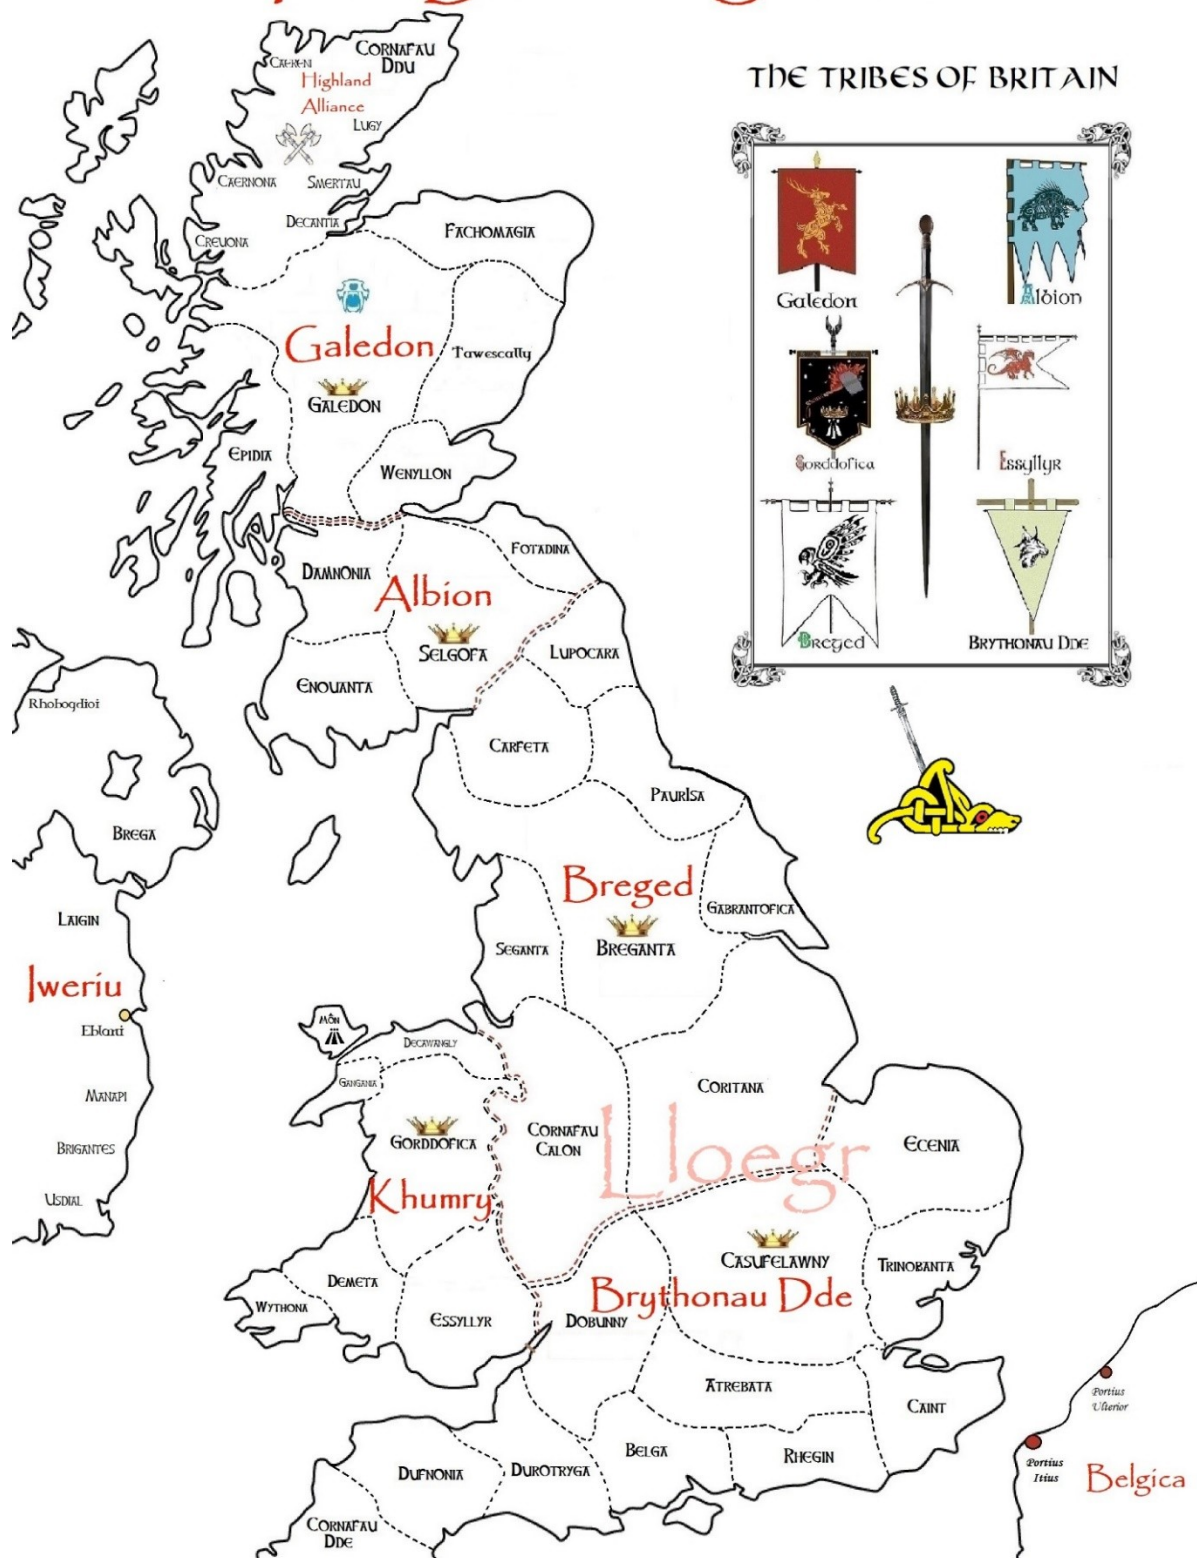 THE TRIBES OF BRITAIN
Galedon
Albion
Gorddofica
Essyllyr
Breged
BRYTHONAU DDE
CORNAFAU
DDU
CAERENI
Highland
Alliance
LUGY
CAERNONA
SMERTAU
DECANTIA
CREUONA
FACHOMAGIA
Galedon
Tawescally
GALEDON
EPIDIA
WENYLLON
FOTADINA
DAMNONIA
Albion
SELGOFA
LUPOCARA
ENOUANTA
Rhobogdioi
CARFETA
PAURISA
BREGA
Breged
GABRANTOFICA
LAIGIN
SEGANTA
BREGANTA
Iweriu
MÔN
Eblani
DECAWANGLY
GANGANIA
CORITANA
MANAPI
GORDDOFICA
CORNAFAU
CALON
Lloegr
ECENIA
BRIGANTES
Khumry
USDIAL
CASUFELAWNY
TRINOBANTA
DEMETA
Brythonau Dde
WYTHONA
ESSYLLYR
DOBUNNY
ATREBATA
CAINT
Portius
Ulterior
BELGA
RHEGIN
DUFNONIA
DUROTRYGA
Portius
Itius
Belgica
CORNAFAU
DDE